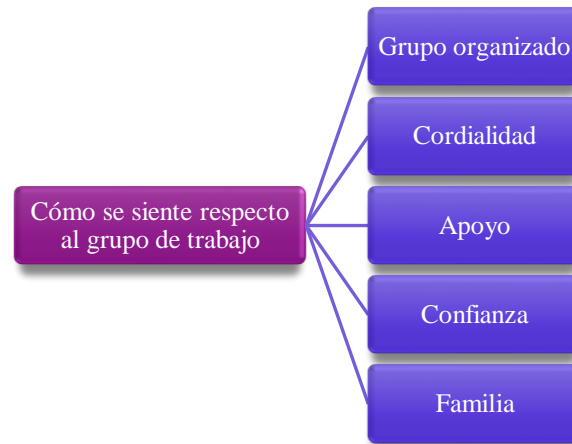 Grupo organizado
Cordialidad
Cómo se siente respecto
al grupo de trabajo
Apoyo
Confianza
Familia